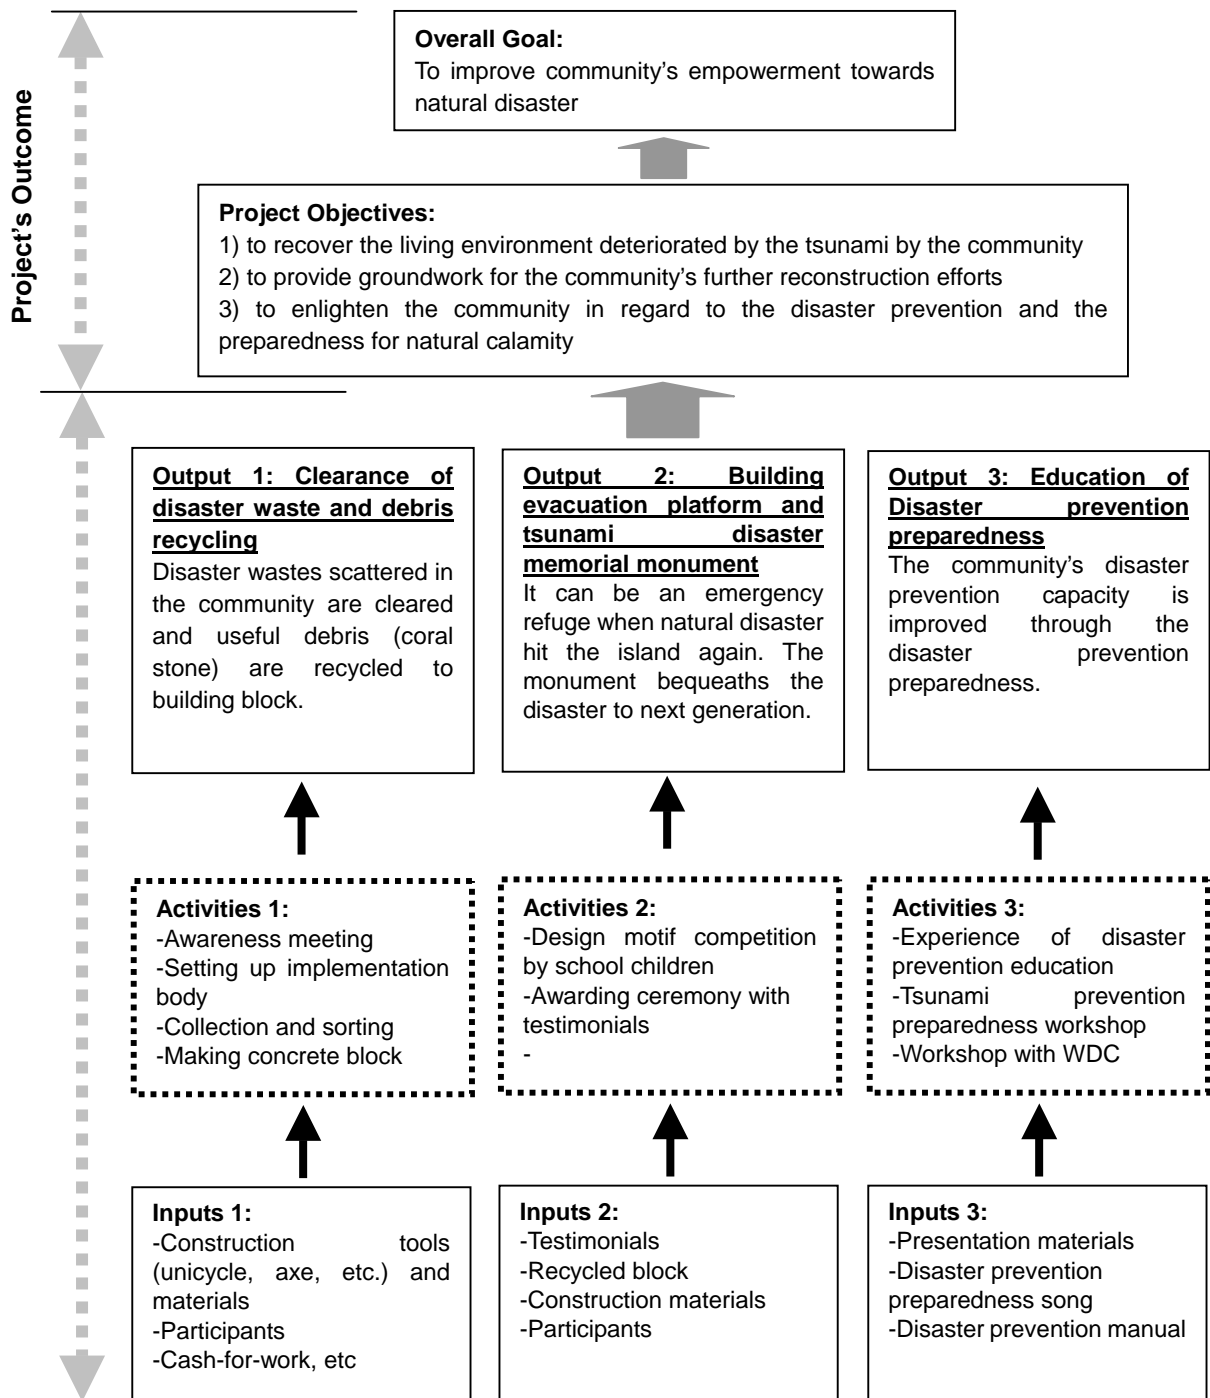 Overall Goal:
To improve community’s empowerment towards
natural disaster
Project’s Outcome
Project Objectives:
1) to recover the living environment deteriorated by the tsunami by the community
2) to provide groundwork for the community’s further reconstruction efforts
3) to enlighten the community in regard to the disaster prevention and the
preparedness for natural calamity
Output 1: Clearance of
disaster waste and debris
recycling
Disaster wastes scattered in
the community are cleared
and useful debris (coral
stone) are recycled to
building block.
Output 2: Building
evacuation platform and
tsunami disaster
memorial monument
It can be an emergency
refuge when natural disaster
hit the island again. The
monument bequeaths the
disaster to next generation.
Output 3: Education of
Disaster prevention
preparedness
The community’s disaster
prevention capacity is
improved through the
disaster prevention
preparedness.
Activities 1:
-Awareness meeting
-Setting up implementation
body
-Collection and sorting
-Making concrete block
Activities 2:
-Design motif competition
by school children
-Awarding ceremony with
testimonials
-
Activities 3:
-Experience of disaster
prevention education
-Tsunami prevention
preparedness workshop
-Workshop with WDC
Inputs 1:
-Construction tools
(unicycle, axe, etc.) and
materials
-Participants
-Cash-for-work, etc
Inputs 2:
-Testimonials
-Recycled block
-Construction materials
-Participants
Inputs 3:
-Presentation materials
-Disaster prevention
preparedness song
-Disaster prevention manual